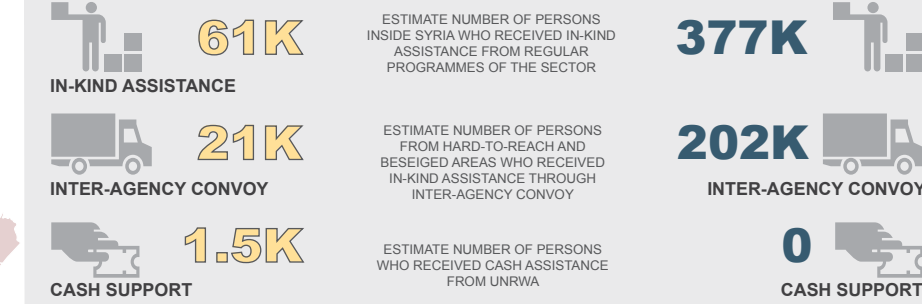 61K
ESTIMATE NUMBER OF PERSONS
INSIDE SYRIA WHO RECEIVED IN-KIND
ASSISTANCE FROM REGULAR
PROGRAMMES OF THE SECTOR
377K
IN-KIND ASSISTANCE
21K
ESTIMATE NUMBER OF PERSONS
FROM HARD-TO-REACH AND
BESEIGED AREAS WHO RECEIVED
IN-KIND ASSISTANCE THROUGH
INTER-AGENCY CONVOY
202K
INTER-AGENCY CONVOY
INTER-AGENCY CONVOY
1.5K
ESTIMATE NUMBER OF PERSONS
WHO RECEIVED CASH ASSISTANCE
FROM UNRWA
0
CASH SUPPORT
CASH SUPPORT